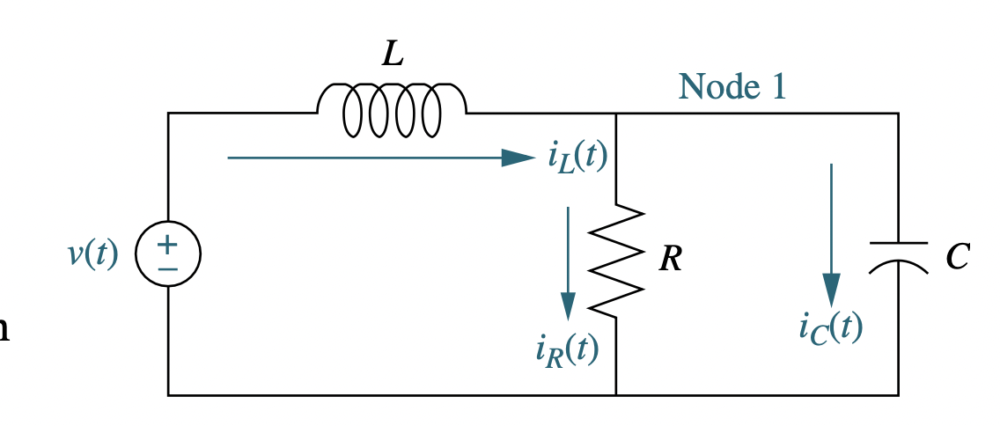 L
Node 1
i_L(t)
v(t)
+
−
R
C
i_R(t)
i_C(t)
n